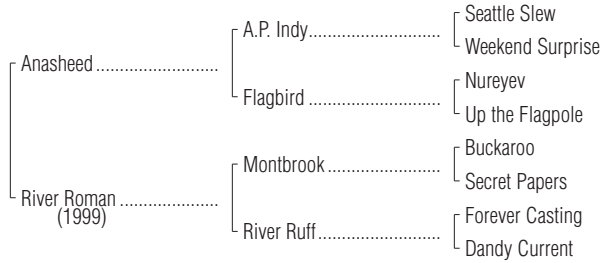 Seattle Slew
A.P. Indy..............................
Weekend Surprise
Anasheed ............................
Nureyev
Flagbird ..............................
Up the Flagpole
Buckaroo
Montbrook ..........................
Secret Papers
River Roman .......................
(1999)
Forever Casting
River Ruff............................
Dandy Current